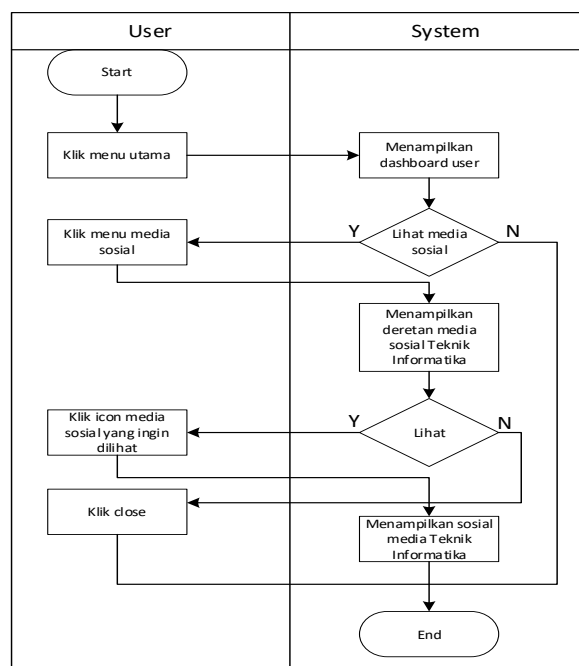 User
System
Start
Klik menu utama
Menampilkan
dashboard user
Klik menu media
sosial
Y
Lihat media
sosial
N
Menampilkan
deretan media
sosial Teknik
Informatika
Klik icon media
sosial yang ingin
dilihat
Y
Lihat
N
Klik close
Menampilkan sosial
media Teknik
Informatika
End